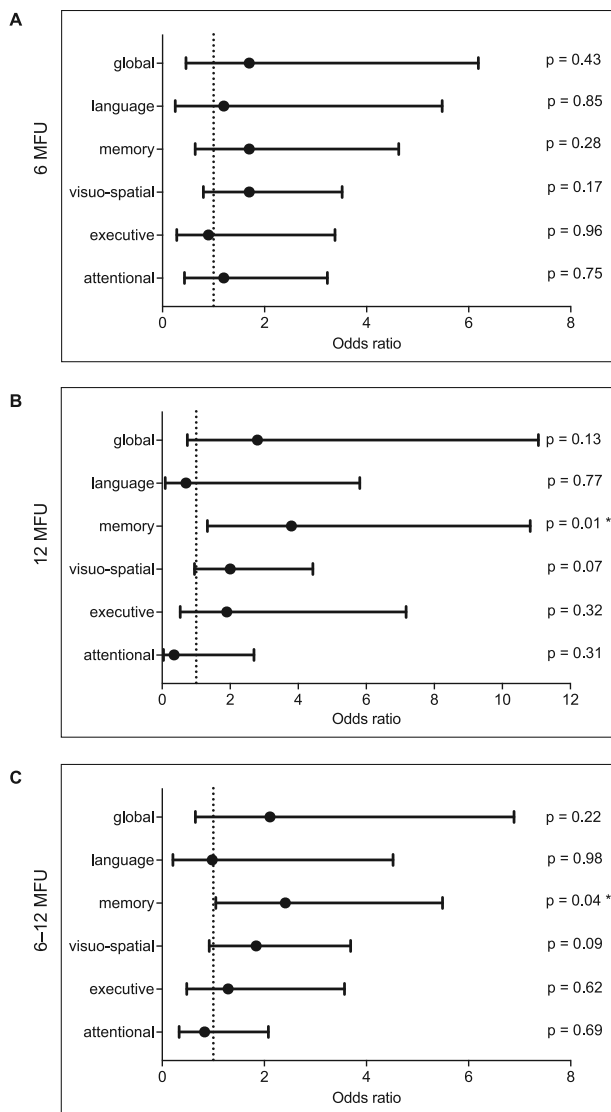 A
6 MFU
global p = 0.43
language p = 0.85
memory p = 0.28
visuo-spatial p = 0.17
executive p = 0.96
attentional p = 0.75
0 2 4 6 8
Odds ratio
B
12 MFU
global p = 0.13
language p = 0.77
memory p = 0.01 *
visuo-spatial p = 0.07
executive p = 0.32
attentional p = 0.31
0 2 4 6 8 10 12
Odds ratio
C
6–12 MFU
global p = 0.22
language p = 0.98
memory p = 0.04 *
visuo-spatial p = 0.09
executive p = 0.62
attentional p = 0.69
0 2 4 6 8
Odds ratio